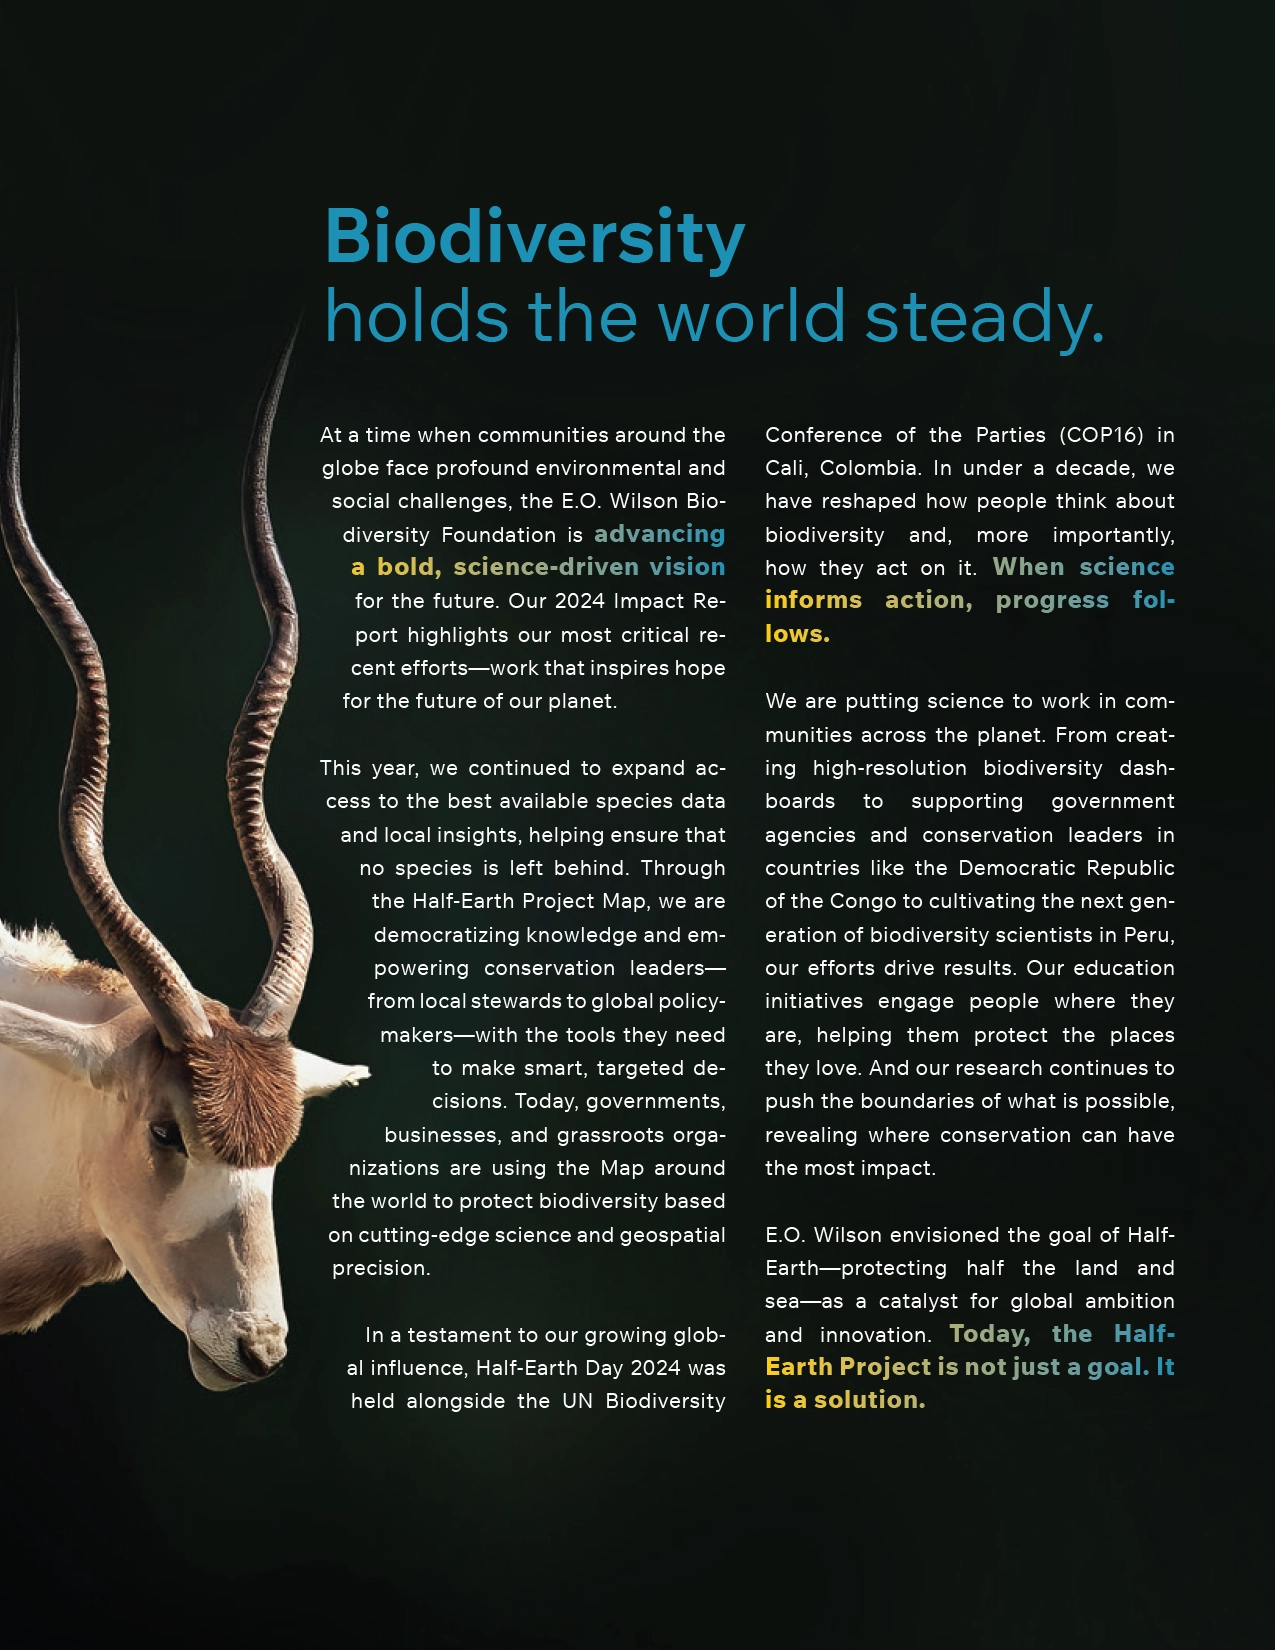 Biodiversity
holds the world steady.
At a time when communities around the
globe face profound environmental and
social challenges, the E.O. Wilson Bio-
diversity Foundation is advancing
a bold, science-driven vision
for the future. Our 2024 Impact Re-
port highlights our most critical re-
cent efforts—work that inspires hope
for the future of our planet.
This year, we continued to expand ac-
cess to the best available species data
and local insights, helping ensure that
no species is left behind. Through
the Half-Earth Project Map, we are
democratizing knowledge and em-
powering conservation leaders—
from local stewards to global policy-
makers—with the tools they need
to make smart, targeted de-
cisions. Today, governments,
businesses, and grassroots orga-
nizations are using the Map around
the world to protect biodiversity based
on cutting-edge science and geospatial
precision.
In a testament to our growing glob-
al influence, Half-Earth Day 2024 was
held alongside the UN Biodiversity
Conference of the Parties (COP16) in
Cali, Colombia. In under a decade, we
have reshaped how people think about
biodiversity and, more importantly,
how they act on it. When science
informs action, progress fol-
lows.
We are putting science to work in com-
munities across the planet. From creat-
ing high-resolution biodiversity dash-
boards to supporting government
agencies and conservation leaders in
countries like the Democratic Republic
of the Congo to cultivating the next gen-
eration of biodiversity scientists in Peru,
our efforts drive results. Our education
initiatives engage people where they
are, helping them protect the places
they love. And our research continues to
push the boundaries of what is possible,
revealing where conservation can have
the most impact.
E.O. Wilson envisioned the goal of Half-
Earth—protecting half the land and
sea—as a catalyst for global ambition
and innovation. Today, the Half-
Earth Project is not just a goal. It
is a solution.